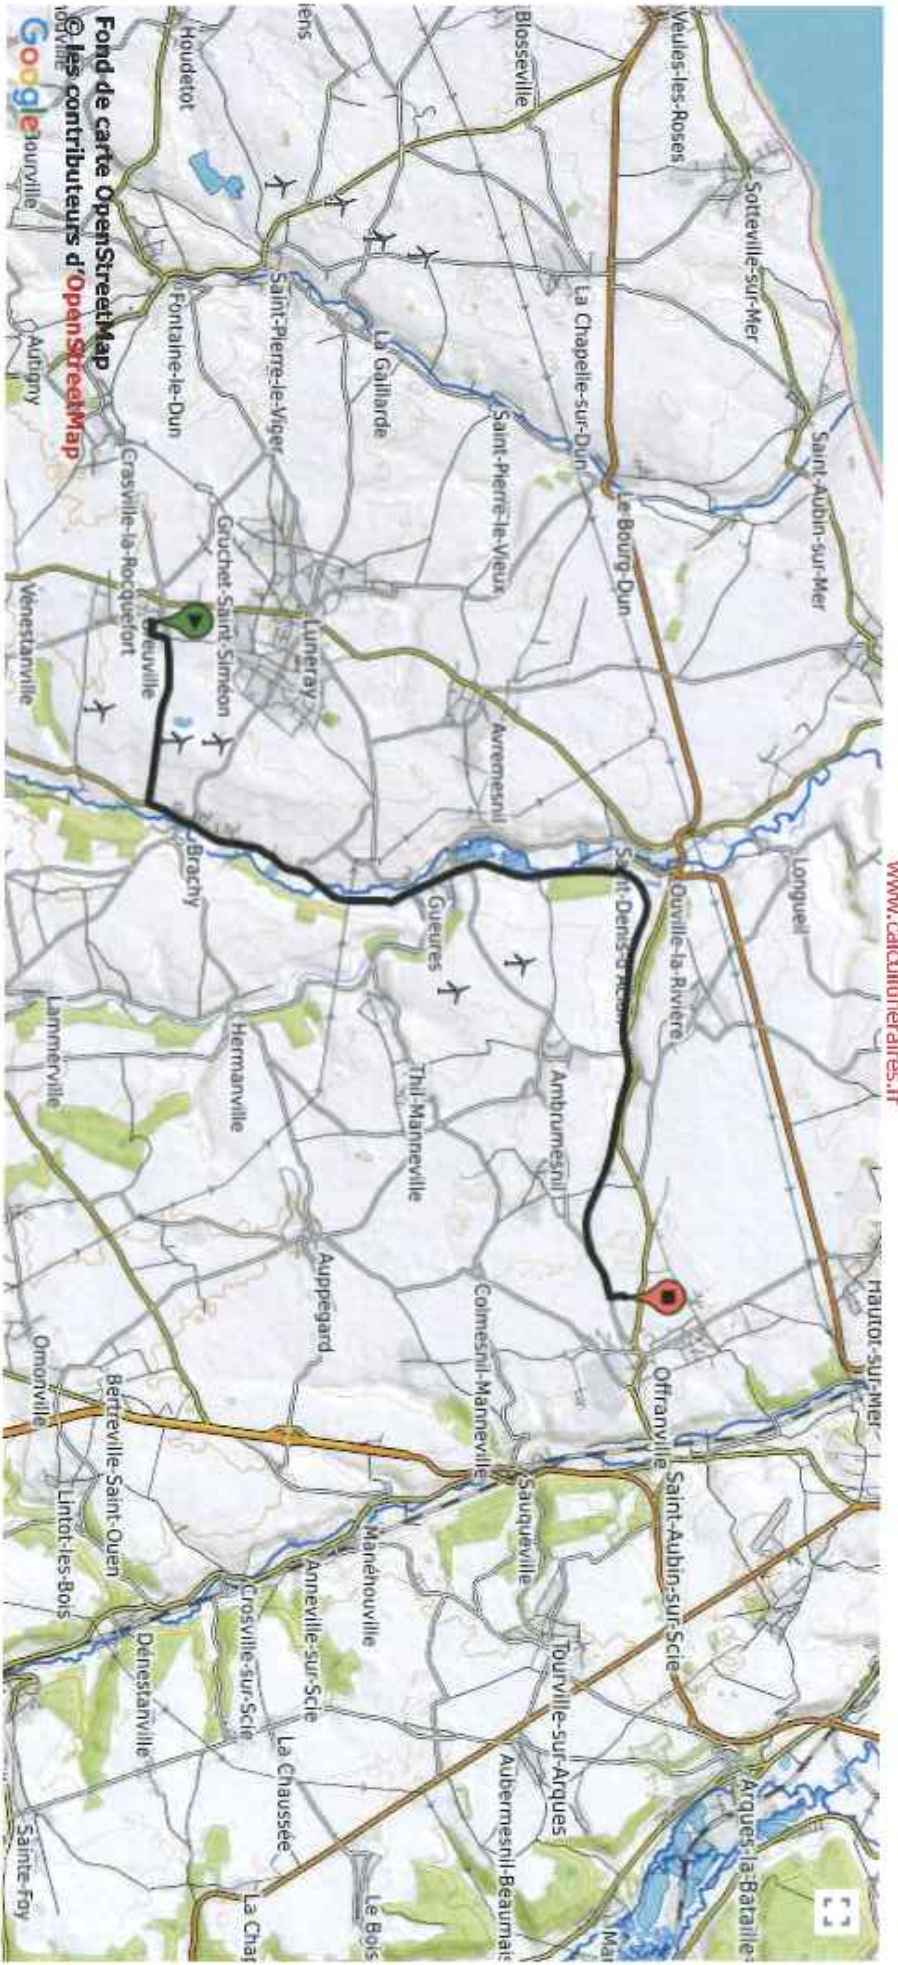 www.calculitineraires.fr
Veules-les-Roses
Sotteville-sur-Mer
Saint-Aubin-sur-Mer
Blosseville
La Chapelle-sur-Dun
Le Bourg-Dun
Longueil
Hautot-sur-Mer
Houdetot
Saint-Pierre-le-Viger
La Gaillarde
Saint-Pierre-le-Vieux
Avremesnil
Ouville-la-Rivière
Offranville
Saint-Aubin-sur-Scie
Arques-la-Bataille
Fontaine-le-Dun
Gruchet-Saint-Siméon
Luneray
Gueures
Ambrumesnil
Thil-Manneville
Colmesnil-Manneville
Sauqueville
Tourville-sur-Arques
Aubermesnil-Beaumais
Bourville
Autigny
Crasville-la-Rocquefort
Vénestanville
Brachy
Hermanville
Lammerville
Auppegard
Omonville
Bertreville-Saint-Ouen
Lintot-les-Bois
Manéhouville
Anneville-sur-Scie
Crosville-sur-Scie
Dénestanville
La Chaussée
Le Bois
La Cha
Sainte-Foy
Fond de carte OpenStreetMap
© les contributeurs d'OpenStreetMap
Google